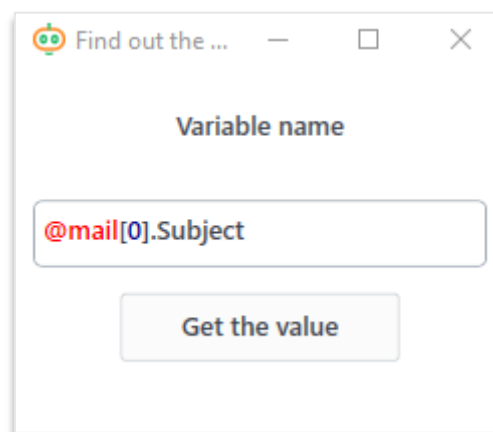 Find out the ...
Variable name
@mail[0].Subject
Get the value